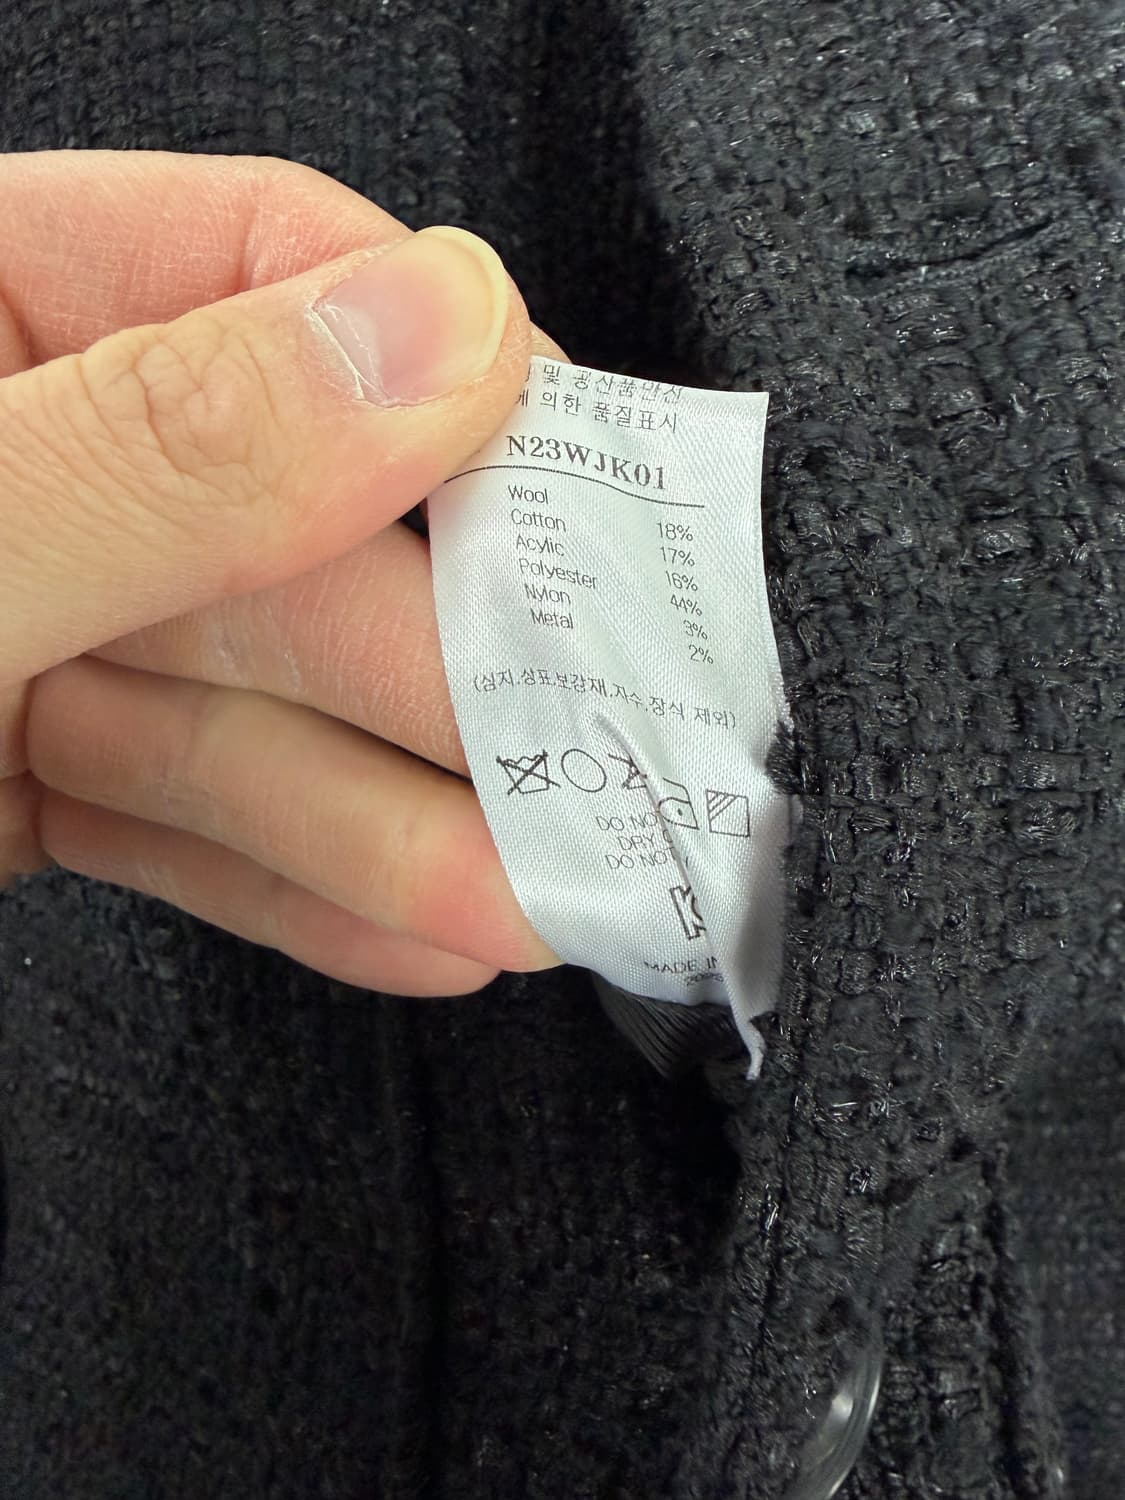 및 공산품안전
에 의한 품질표시
N23WJK01
Wool 18%
Cotton 17%
Acylic 16%
Polyester 44%
Nylon 3%
Metal 2%
(심지,상표보강재,자수,장식 제외)
DO NO
DRY
DO NOT
MADE IN